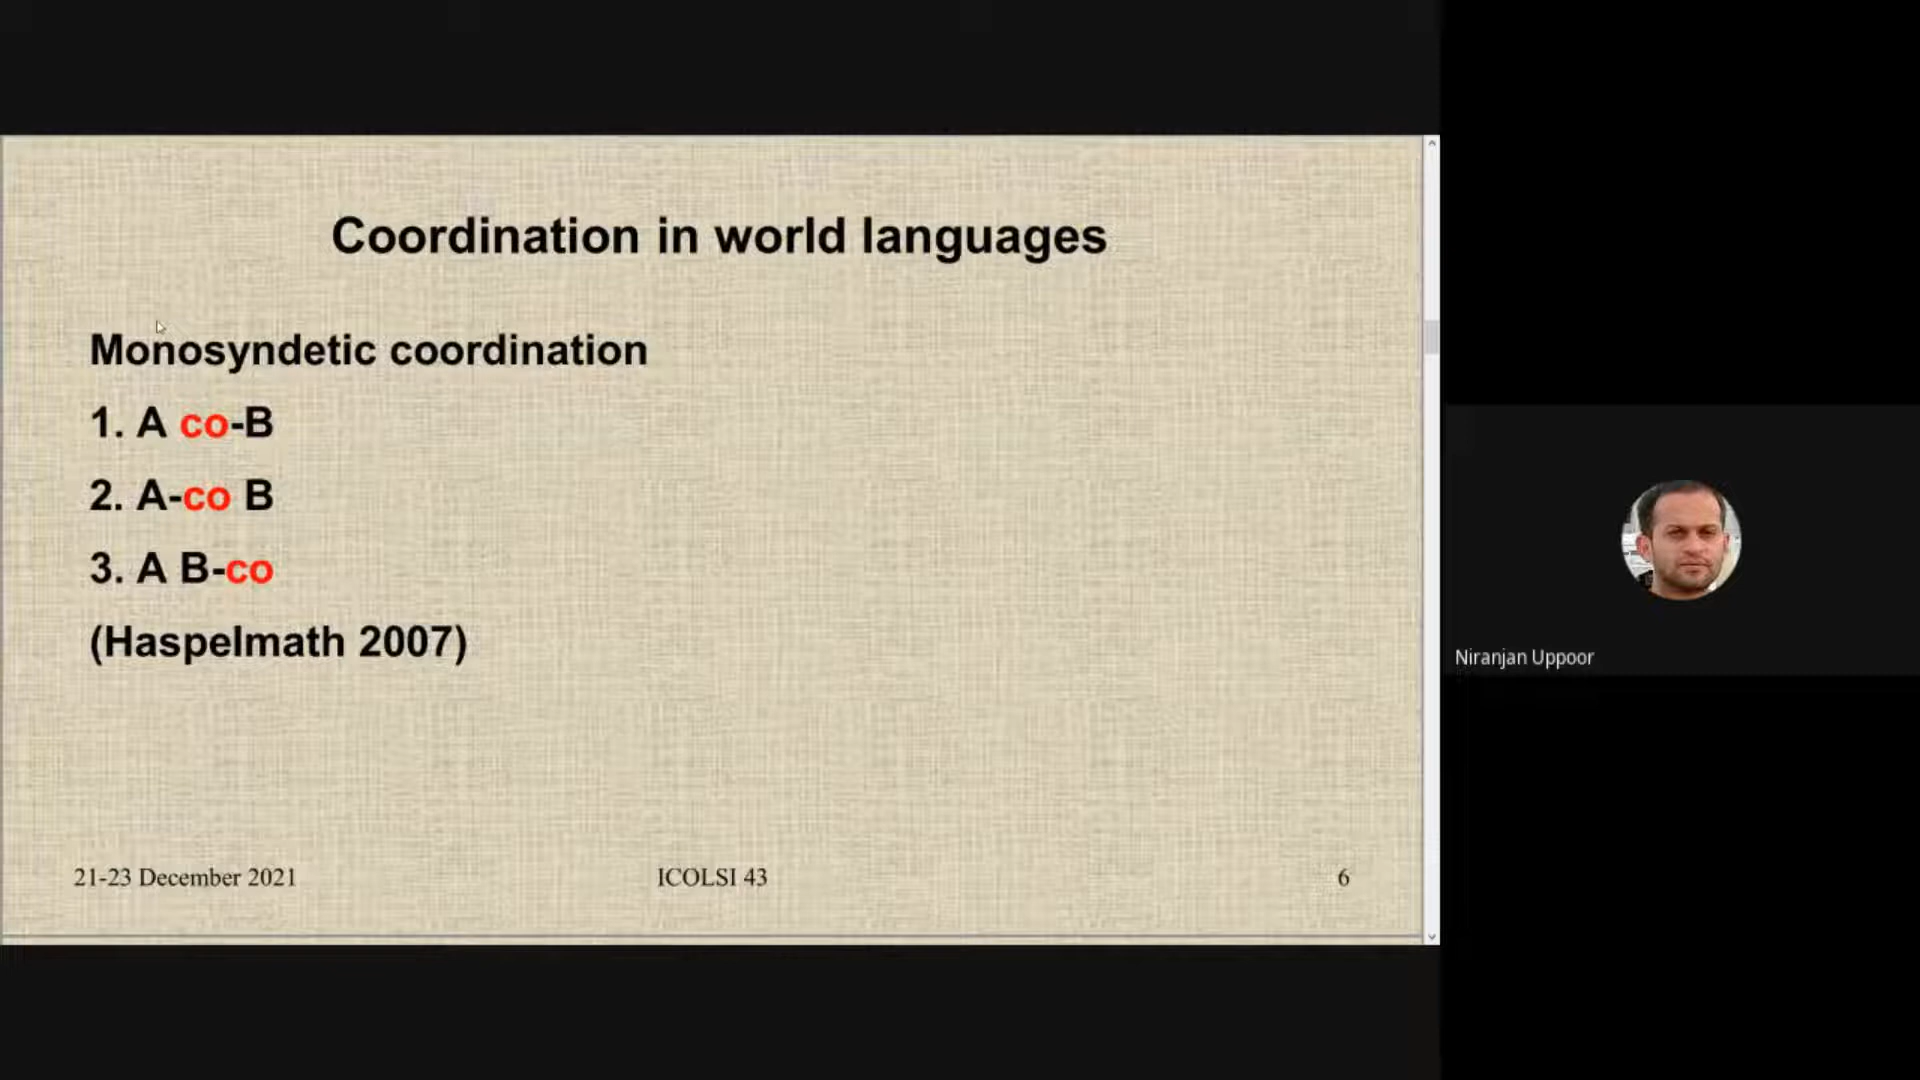 Coordination in world languages
Monosyndetic coordination
1. A co-B
2. A-co B
3. A B-co
(Haspelmath 2007)
21-23 December 2021
ICOLSI 43
6
Niranjan Uppoor